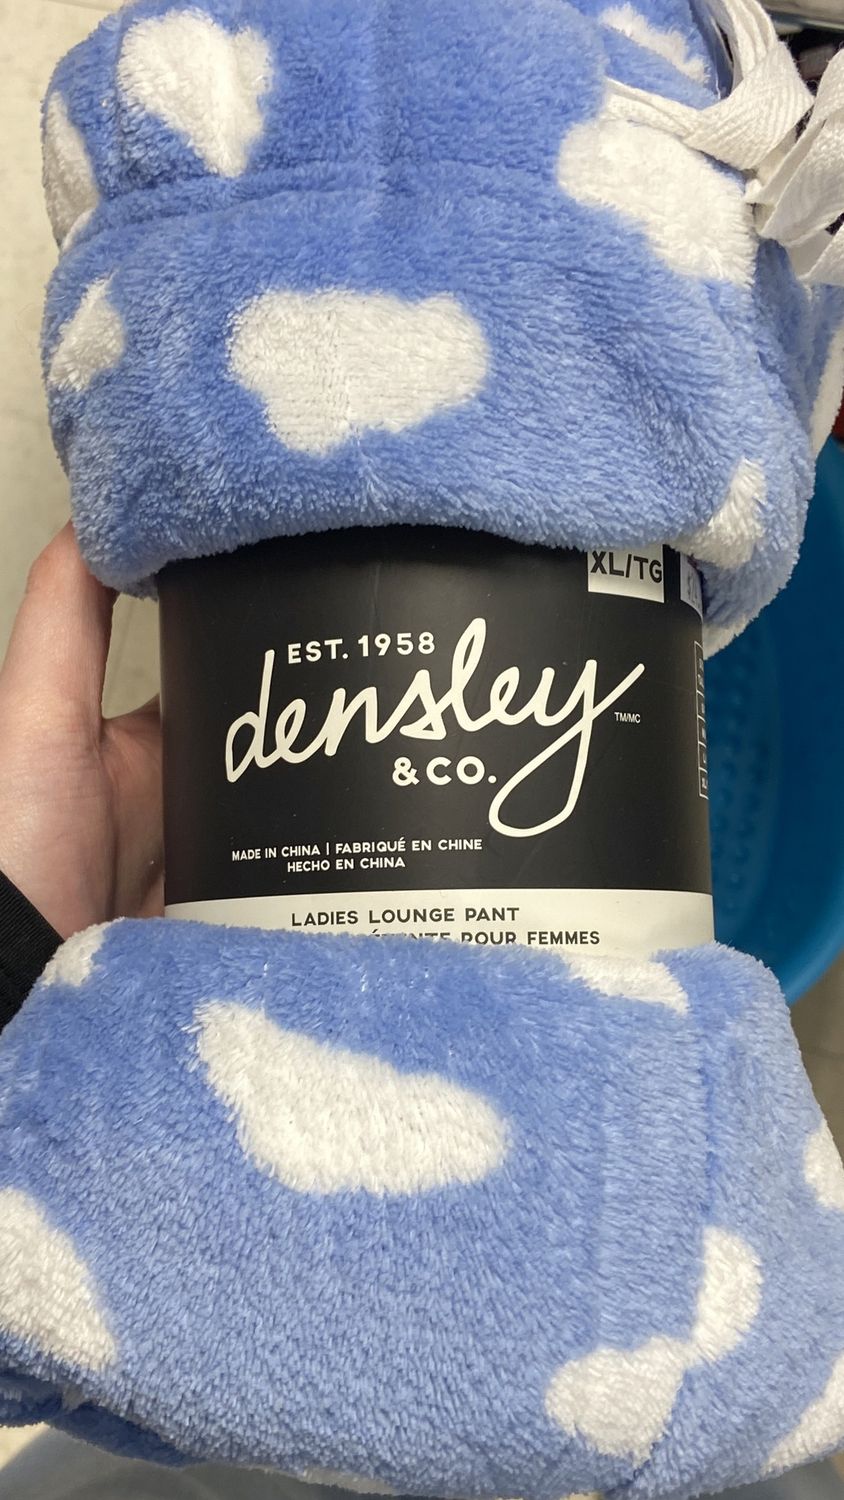 XL/TG
EST. 1958
densley
TM/MC
& CO.
MADE IN CHINA | FABRIQUÉ EN CHINE
HECHO EN CHINA
LADIES LOUNGE PANT
POUR FEMMES